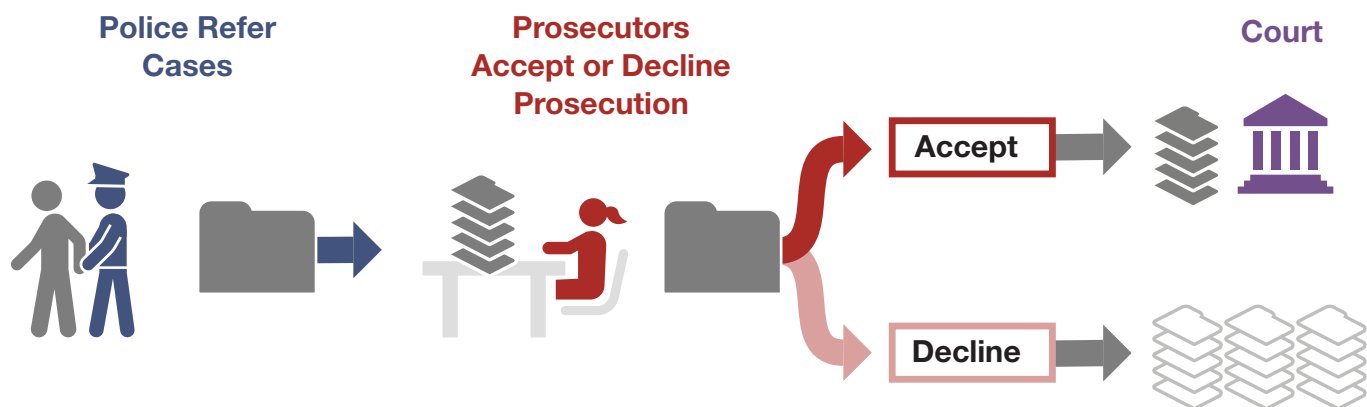 Police Refer
Cases
Prosecutors
Accept or Decline
Prosecution
Court
Accept
Decline